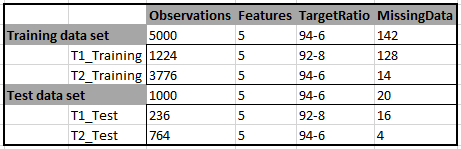 Observations Features TargetRatio MissingData
Training data set 5000 5 94-6 142
T1_Training 1224 5 92-8 128
T2_Training 3776 5 94-6 14
Test data set 1000 5 94-6 20
T1_Test 236 5 92-8 16
T2_Test 764 5 94-6 4